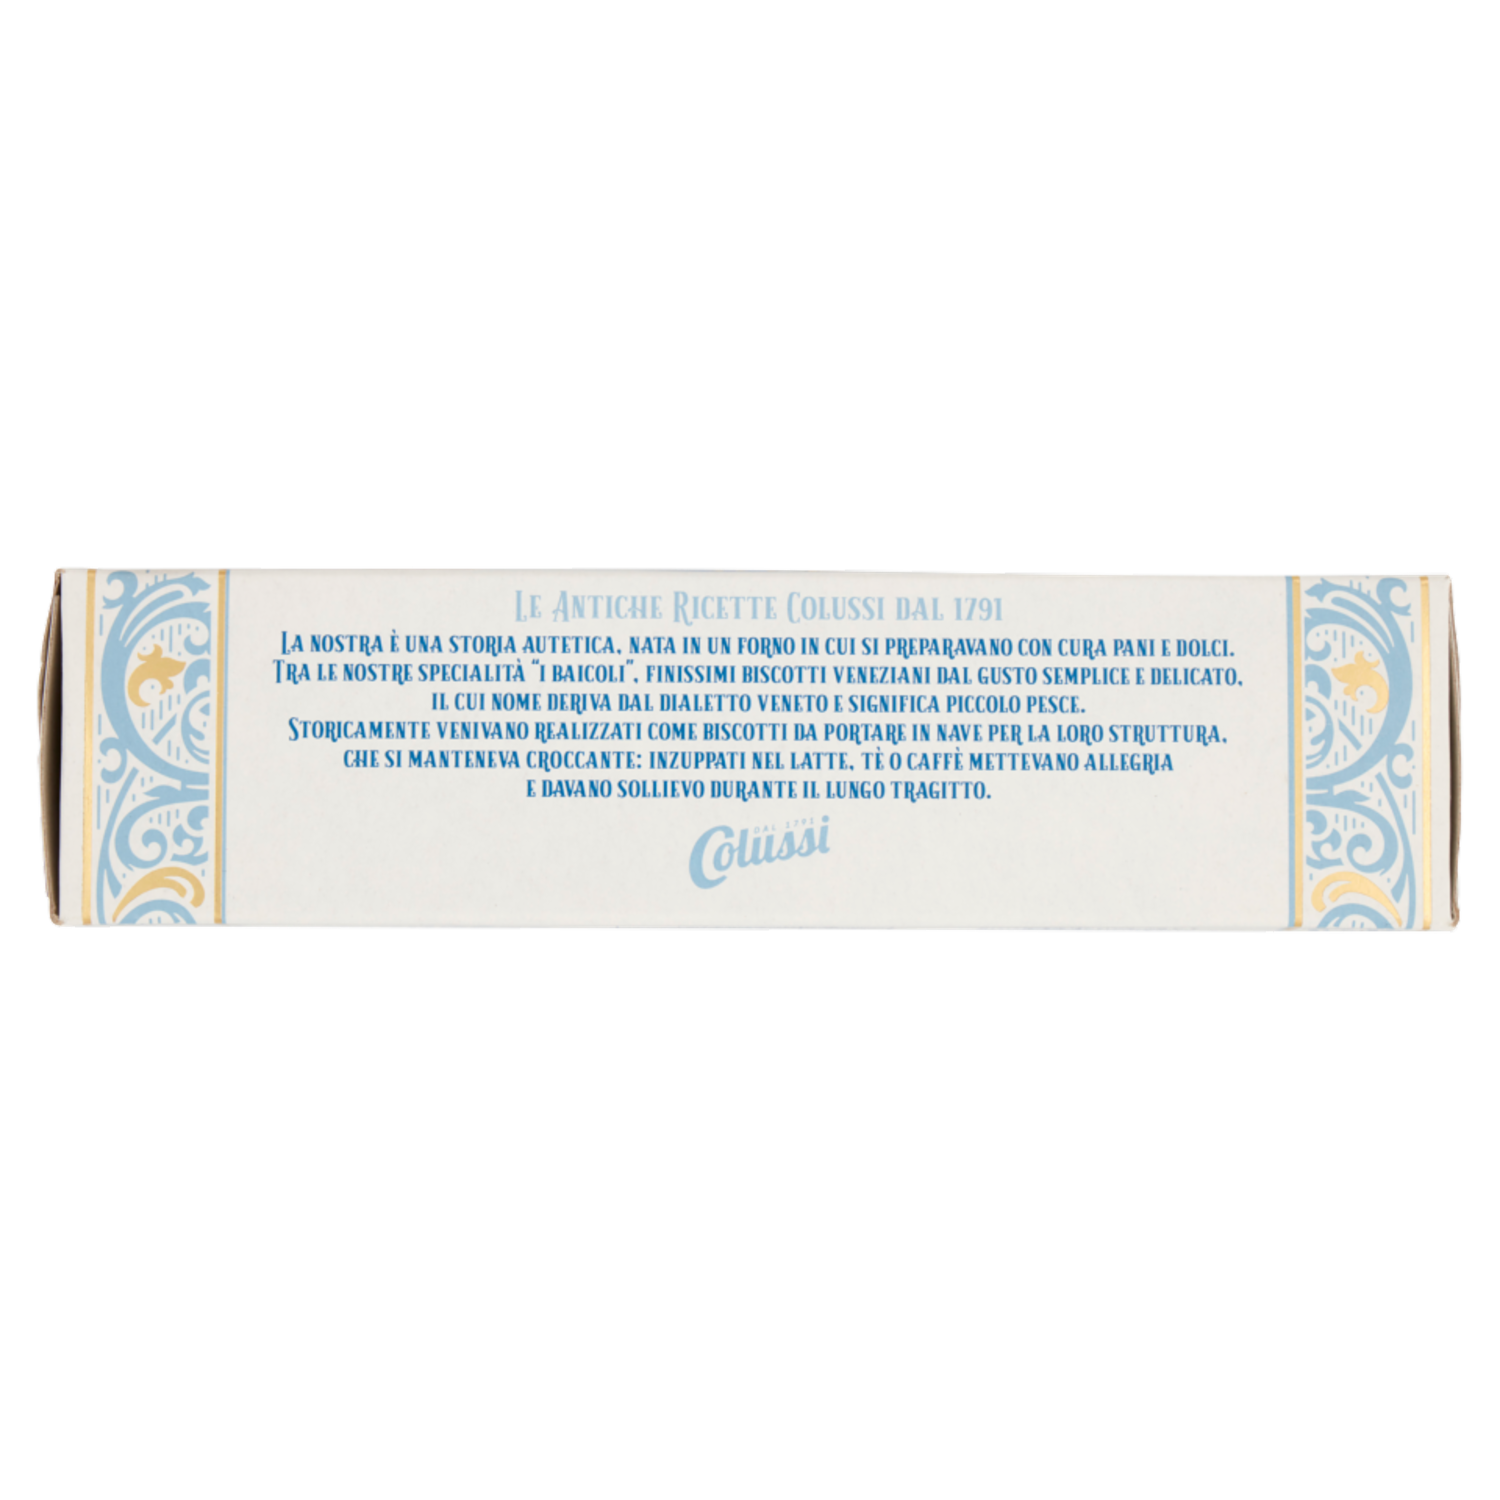 Le Antiche Ricette Colussi dal 1791
La nostra è una storia autetica, nata in un forno in cui si preparavano con cura pani e dolci.
Tra le nostre specialità “i Baicoli”, finissimi biscotti veneziani dal gusto semplice e delicato,
il cui nome deriva dal dialetto veneto e significa piccolo pesce.
Storicamente venivano realizzati come biscotti da portare in nave per la loro struttura,
che si manteneva croccante: inzuppati nel latte, tè o caffè mettevano allegria
e davano sollievo durante il lungo tragitto.
DAL 1791
Colussi